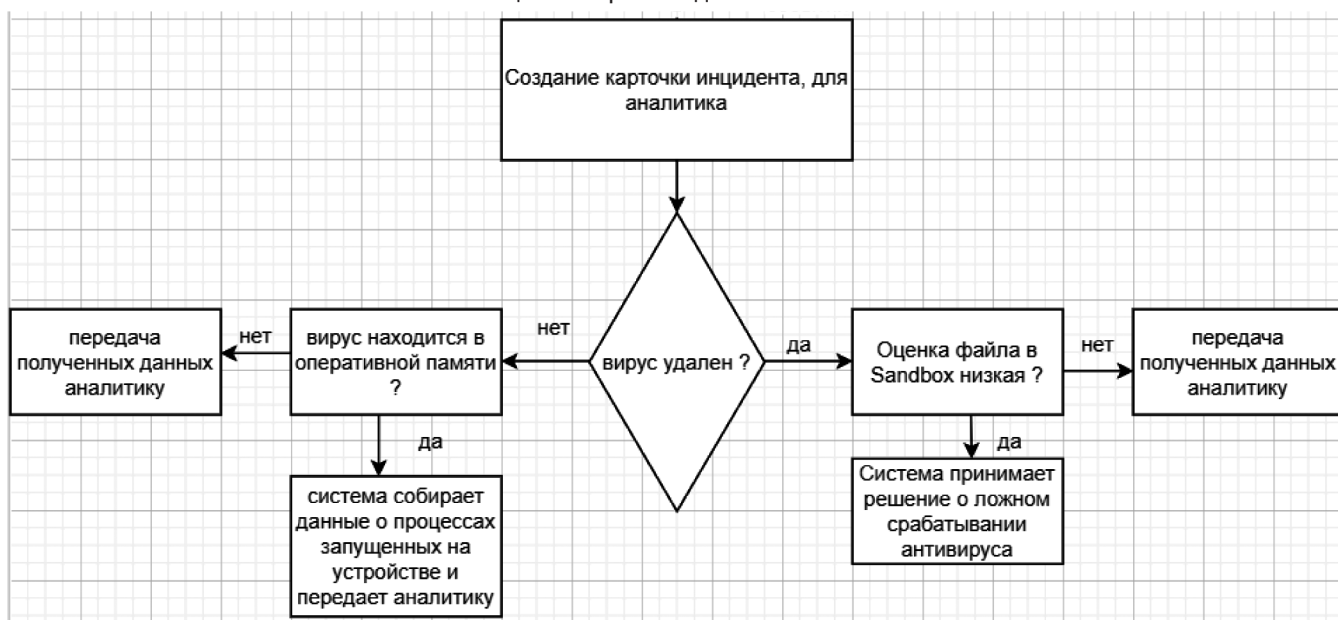 Создание карточки инцидента, для
аналитика
вирус удален ?
нет
да
вирус находится в
оперативной памяти
?
нет
передача
полученных данных
аналитику
да
система собирает
данные о процессах
запущенных на
устройстве и
передает аналитику
Оценка файла в
Sandbox низкая ?
нет
передача
полученных данных
аналитику
да
Система принимает
решение о ложном
срабатывании
антивируса